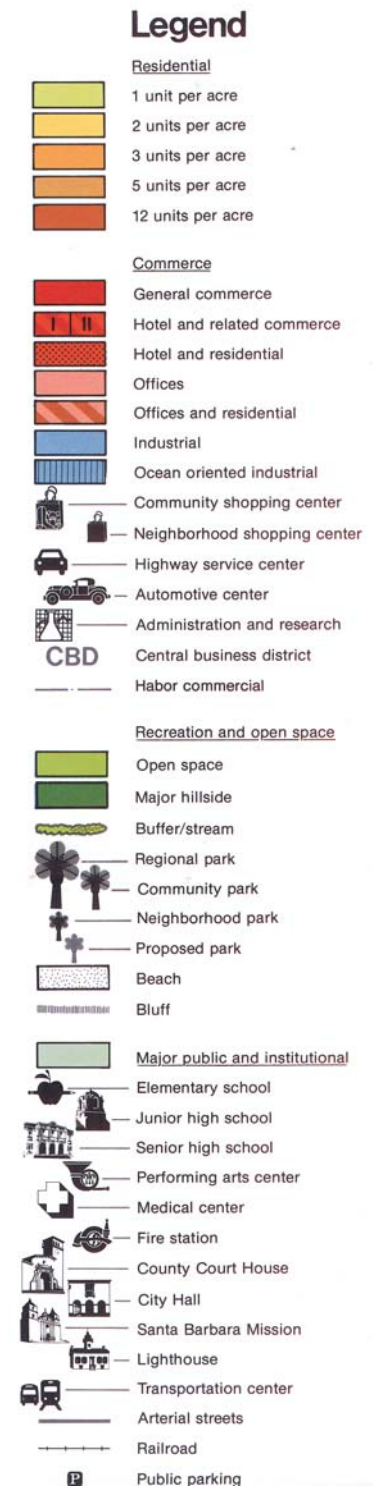 Legend
Residential
1 unit per acre
2 units per acre
3 units per acre
5 units per acre
12 units per acre
Commerce
General commerce
I II Hotel and related commerce
Hotel and residential
Offices
Offices and residential
Industrial
Ocean oriented industrial
Community shopping center
Neighborhood shopping center
Highway service center
Automotive center
Administration and research
CBD Central business district
Habor commercial
Recreation and open space
Open space
Major hillside
Buffer/stream
Regional park
Community park
Neighborhood park
Proposed park
Beach
Bluff
Major public and institutional
Elementary school
Junior high school
Senior high school
Performing arts center
Medical center
Fire station
County Court House
City Hall
Santa Barbara Mission
Lighthouse
Transportation center
Arterial streets
Railroad
P Public parking